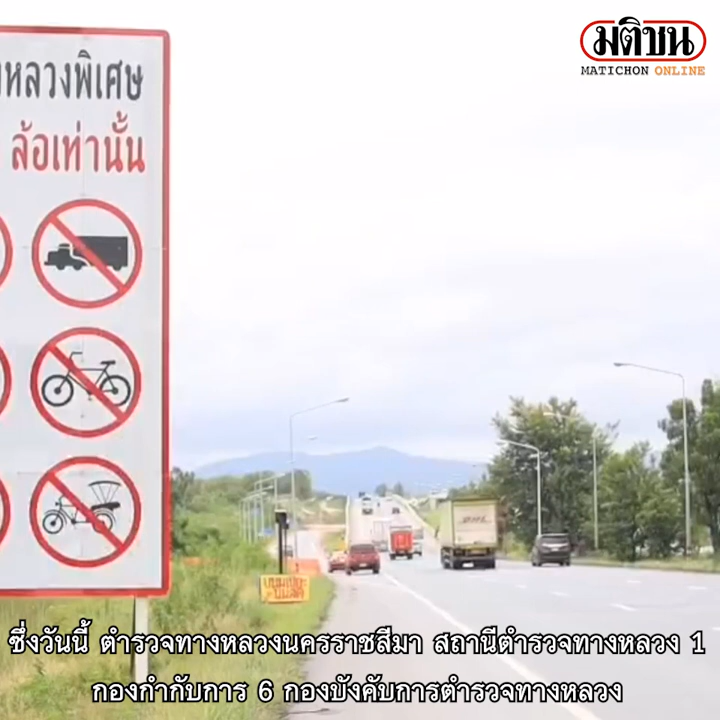 มติชน
MATICHON ONLINE
หลวงพิเศษ
ล้อเท่านั้น
ซึ่งวันนี้ ตำรวจทางหลวงนครราชสีมา สถานีตำรวจทางหลวง 1
กองกำกับการ 6 กองบังคับการตำรวจทางหลวง